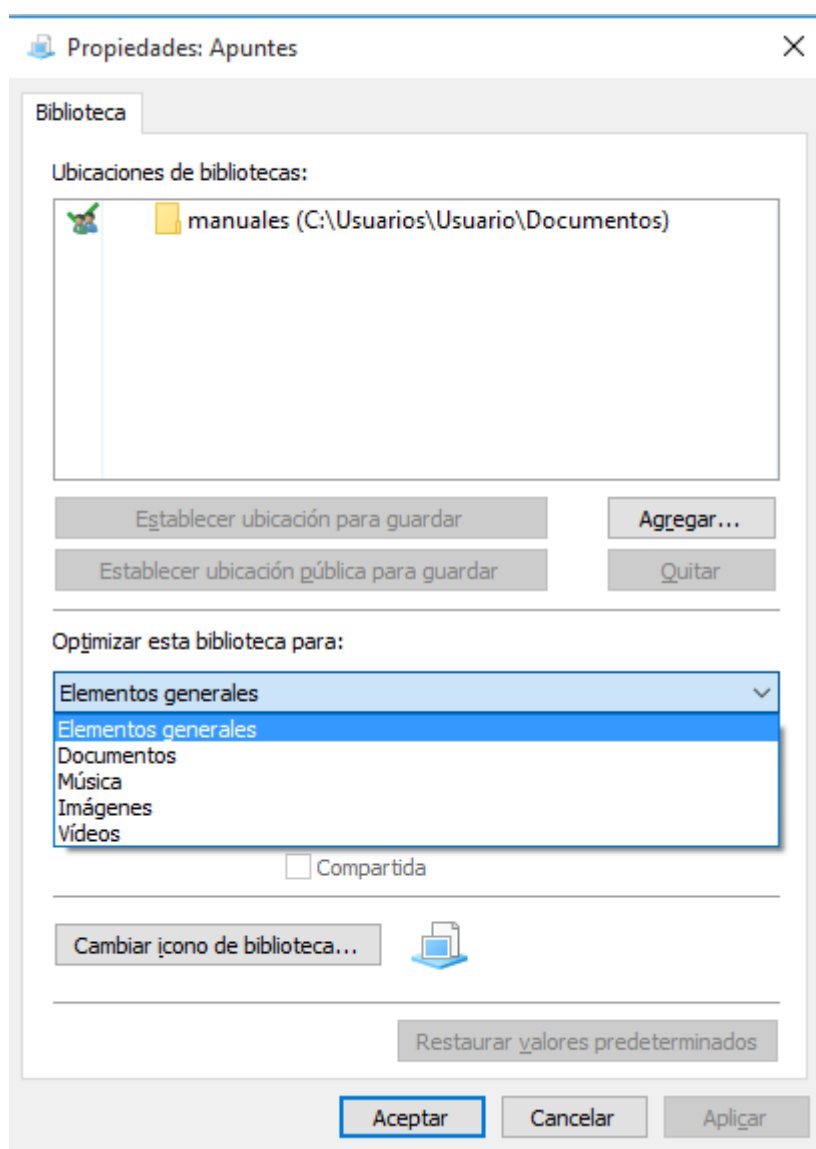 Propiedades: Apuntes
Biblioteca
Ubicaciones de bibliotecas:
manuales (C:\Usuarios\Usuario\Documentos)
Establecer ubicación para guardar
Agregar...
Establecer ubicación pública para guardar
Quitar
Optimizar esta biblioteca para:
Elementos generales
Elementos generales
Documentos
Música
Imágenes
Vídeos
Compartida
Cambiar icono de biblioteca...
Restaurar valores predeterminados
Aceptar
Cancelar
Aplicar